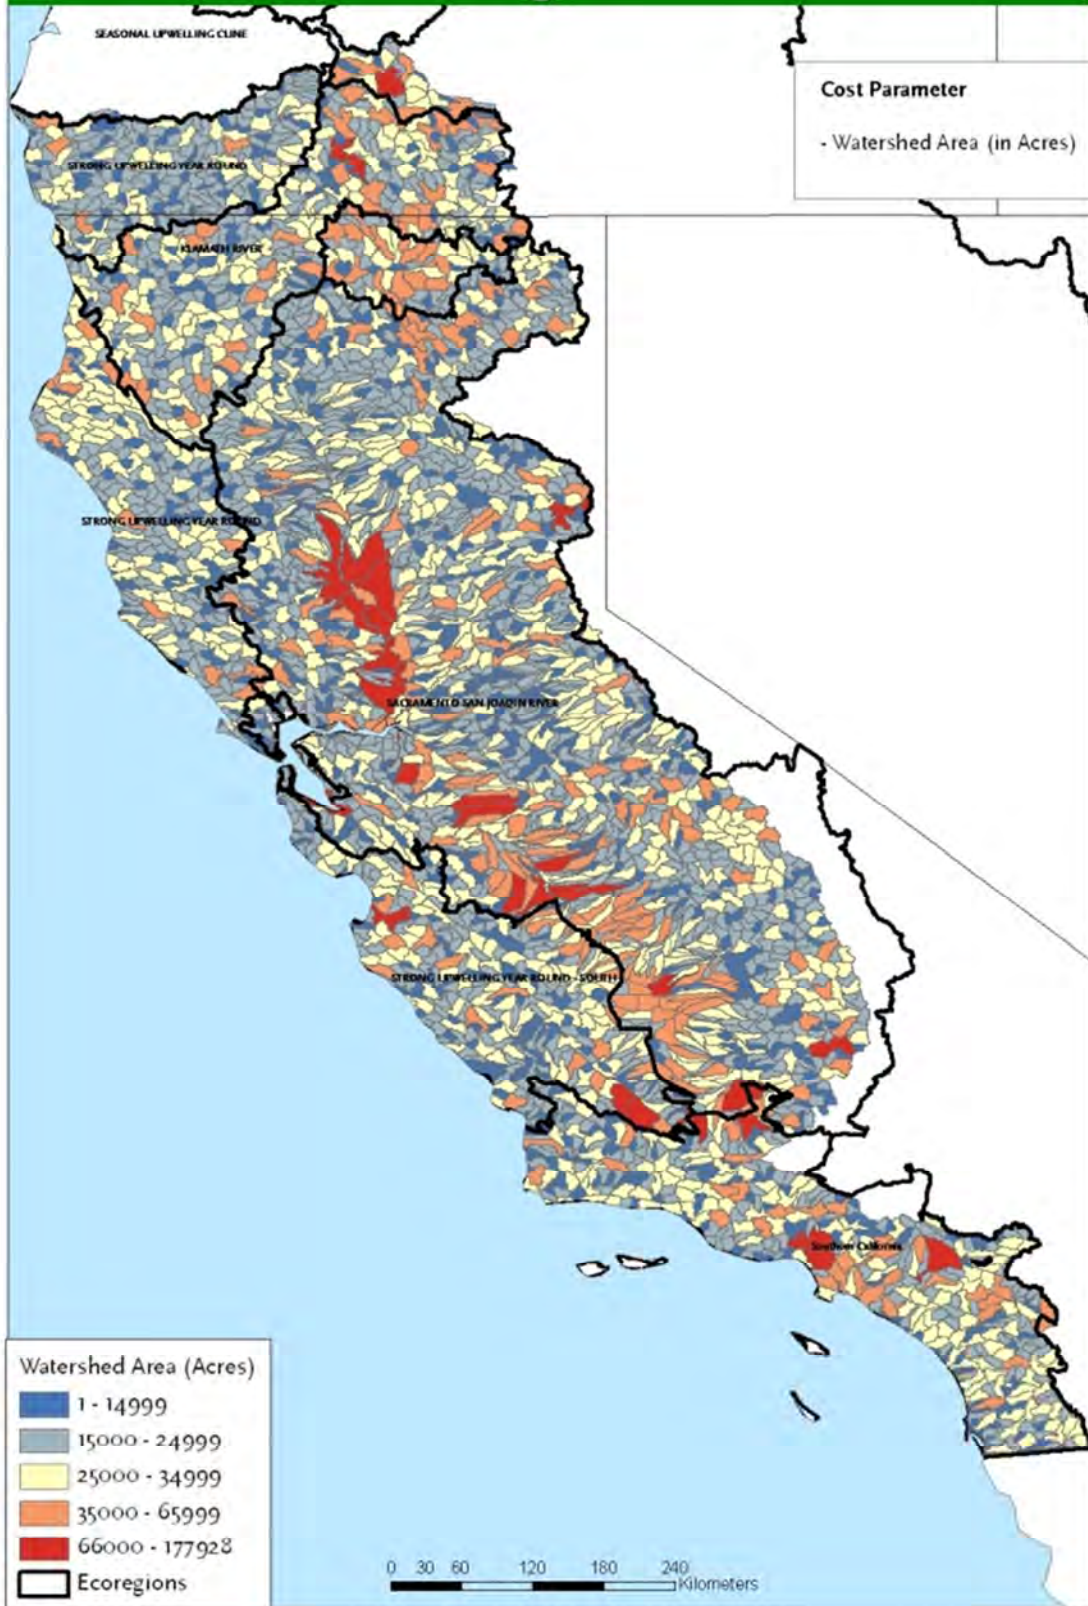 SEASONAL UPWELLING CLINE
Cost Parameter
- Watershed Area (in Acres)
STRONG UPWELLING YEAR ROUND
KLAMATH RIVER
STRONG UPWELLING YEAR ROUND
SACRAMENTO SAN JOAQIN RIVER
STRONG UPWELLING YEAR ROUND - SOUTH
Southern California
Watershed Area (Acres)
1 - 14999
15000 - 24999
25000 - 34999
35000 - 65999
66000 - 177928
Ecoregions
0 30 60 120 180 240
Kilometers